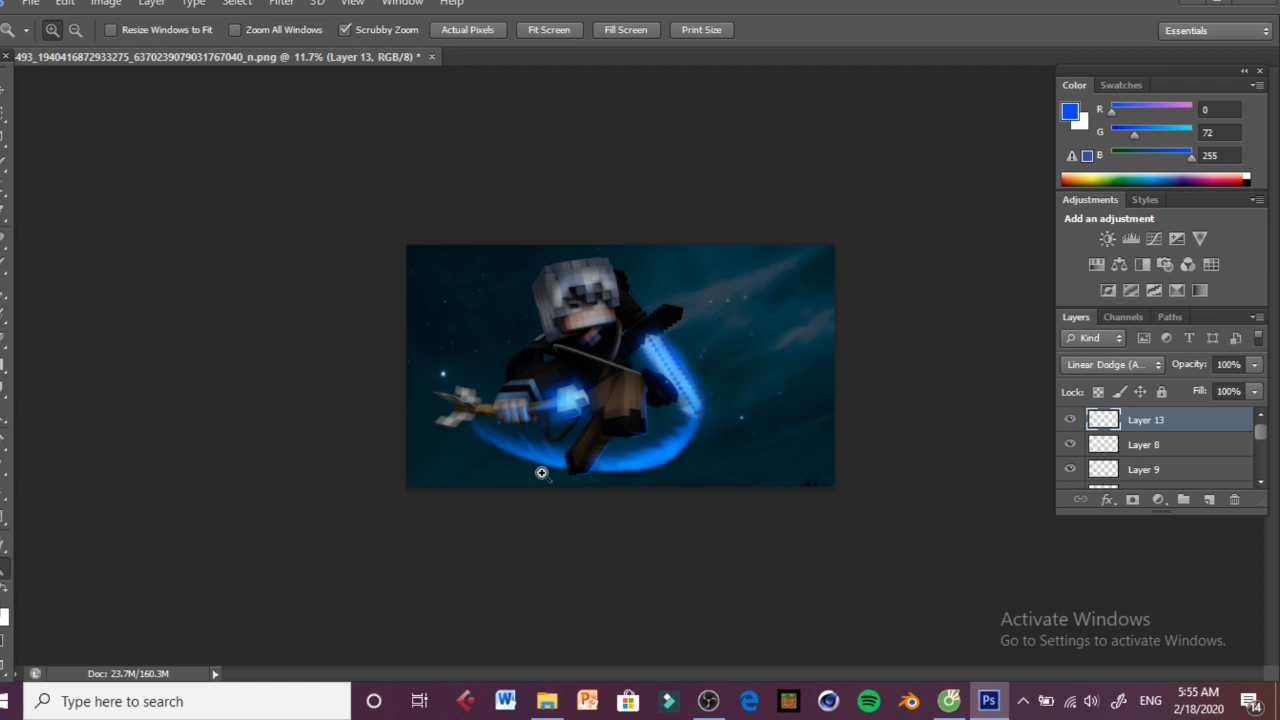 File Edit Image Layer Type Select Filter 3D View Window Help
Resize Windows to Fit Zoom All Windows Scrubby Zoom Actual Pixels Fit Screen Fill Screen Print Size Essentials
493_1940416872933275_6370239079031767040_n.png @ 11.7% (Layer 13, RGB/8) *
Color Swatches
R 0
G 72
B 255
Adjustments Styles
Add an adjustment
Layers Channels Paths
Kind
Linear Dodge (A... Opacity: 100%
Lock: Fill: 100%
Layer 13
Layer 8
Layer 9
fx
Activate Windows
Go to Settings to activate Windows.
Doc: 23.7M/160.3M
Type here to search
ENG
5:55 AM
2/18/2020
14
Ps